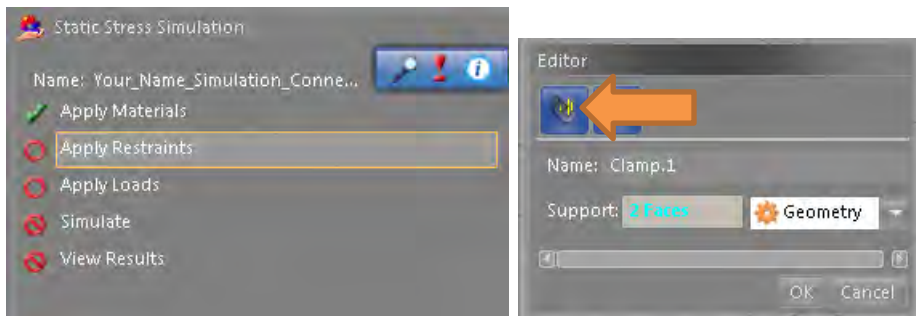 Static Stress Simulation
Name: Your_Name_Simulation_Conne...
Apply Materials
Apply Restraints
Apply Loads
Simulate
View Results
Editor
Name: Clamp.1
Support: 2 Faces Geometry
OK Cancel